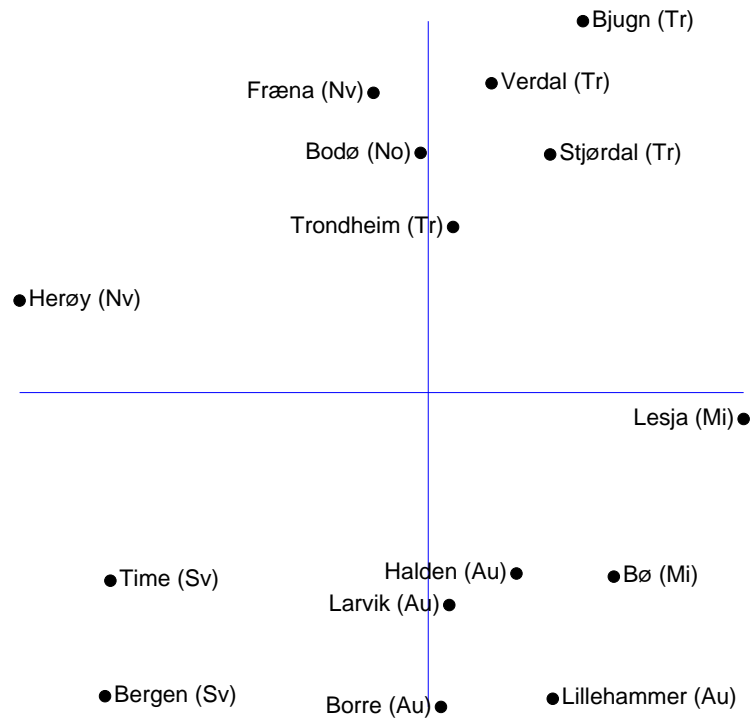 Bjugn (Tr)
Fræna (Nv)
Verdal (Tr)
Bodø (No)
Stjørdal (Tr)
Trondheim (Tr)
Herøy (Nv)
Lesja (Mi)
Time (Sv)
Halden (Au)
Bø (Mi)
Larvik (Au)
Bergen (Sv)
Borre (Au)
Lillehammer (Au)